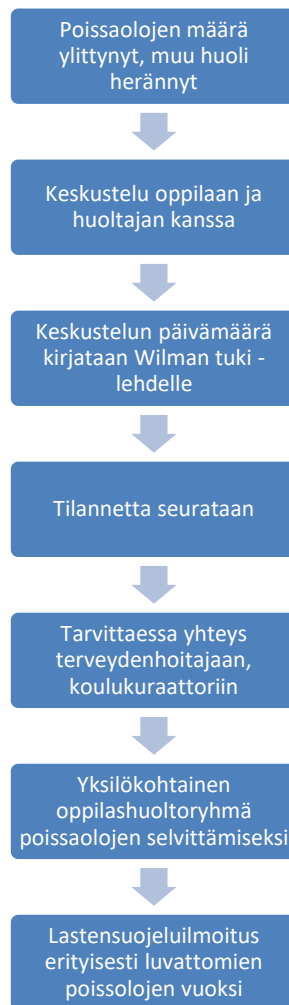 Poissaolojen määrä
ylittynyt, muu huoli
herännyt
Keskustelu oppilaan ja
huoltajan kanssa
Keskustelun päivämäärä
kirjataan Wilman tuki -
lehdelle
Tilannetta seurataan
Tarvittaessa yhteys
terveydenhoitajaan,
koulukuraattoriin
Yksilökohtainen
oppilashuoltoryhmä
poissaolojen selvittämiseksi
Lastensuojeluilmoitus
erityisesti luvattomien
poissolojen vuoksi